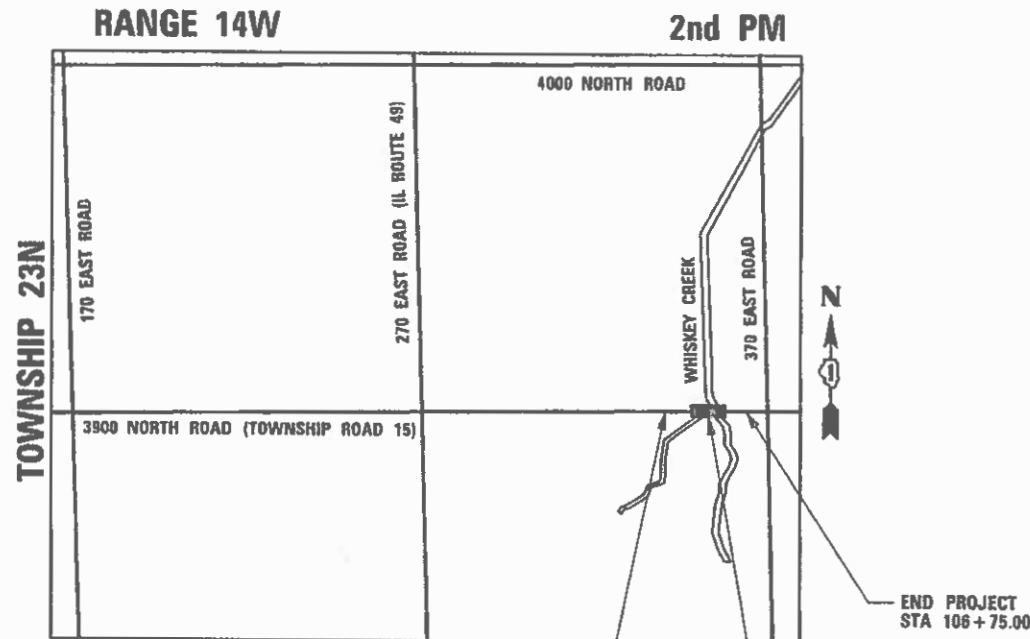 RANGE 14W
2nd PM
4000 NORTH ROAD
TOWNSHIP 23N
170 EAST ROAD
270 EAST ROAD (IL ROUTE 49)
WHISKEY CREEK
370 EAST ROAD
N
3900 NORTH ROAD (TOWNSHIP ROAD 15)
END PROJECT
STA 106+75.00